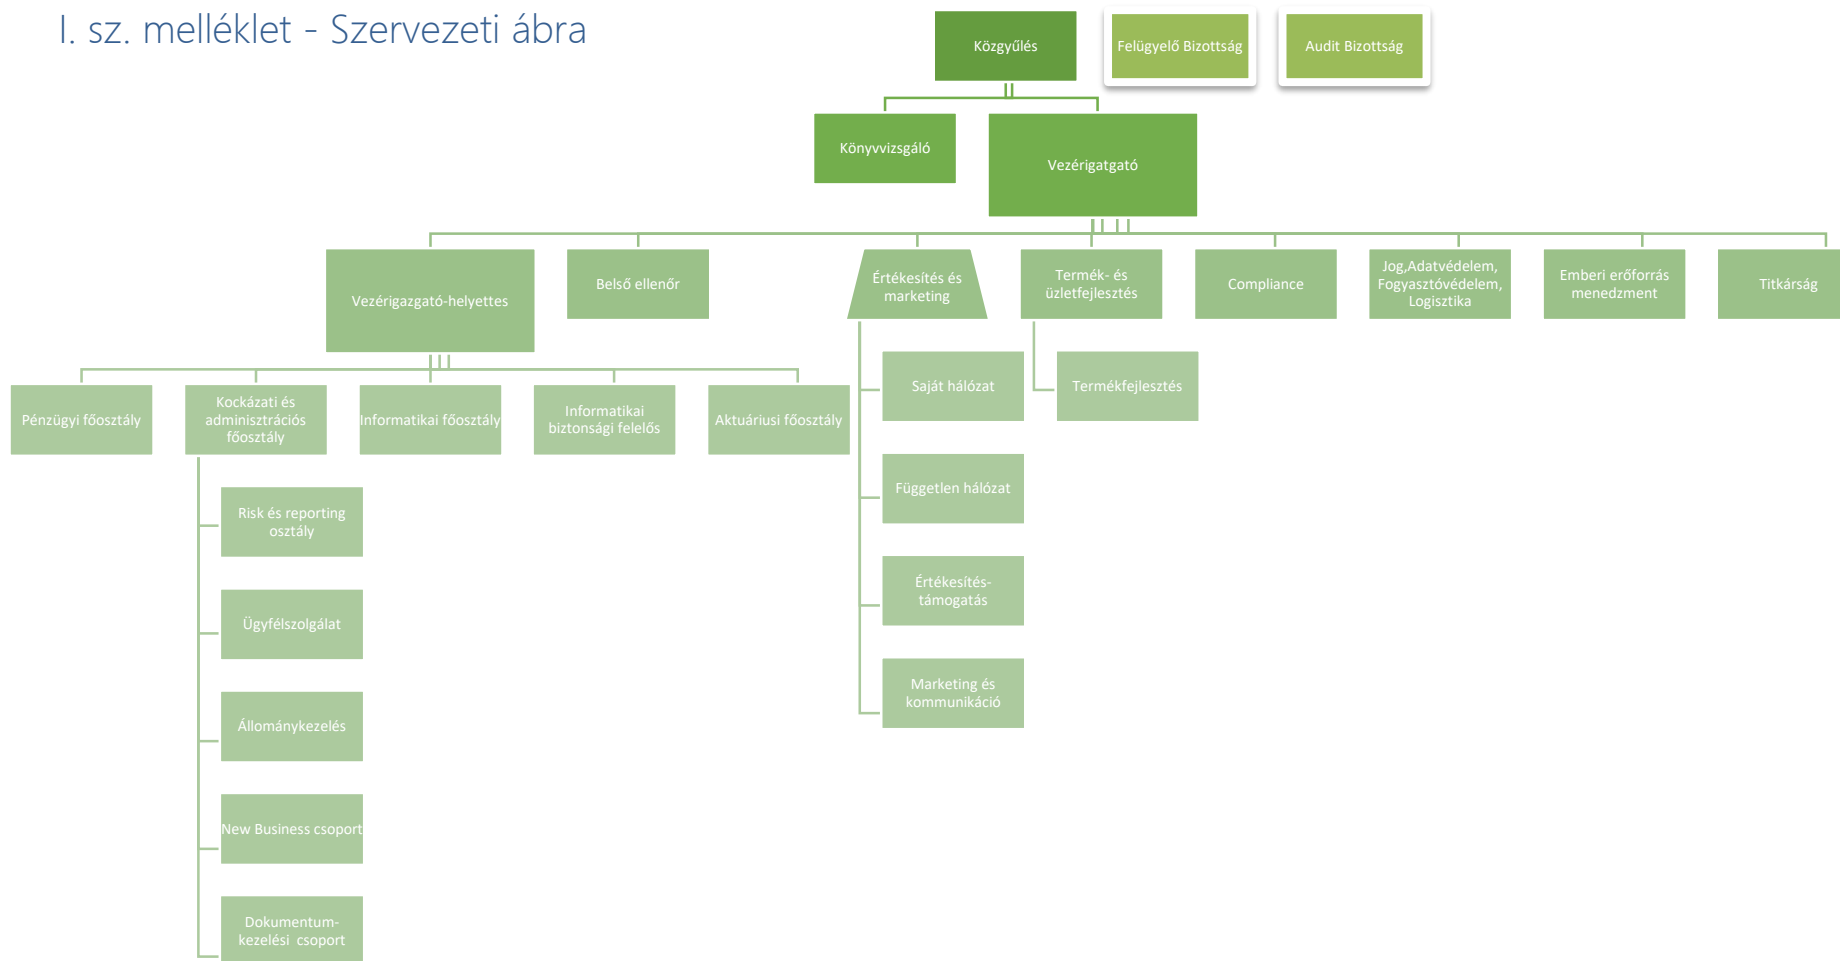 I. sz. melléklet - Szervezeti ábra
Közgyűlés
Felügyelő Bizottság
Audit Bizottság
Könyvvizsgáló
Vezérigatgató
Vezérigazgató-helyettes
Belső ellenőr
Értékesítés és
marketing
Termék- és
üzletfejlesztés
Compliance
Jog,Adatvédelem,
Fogyasztóvédelem,
Logisztika
Emberi erőforrás
menedzment
Titkárság
Pénzügyi főosztály
Kockázati és
adminisztrációs
főosztály
Informatikai főosztály
Informatikai
biztonsági felelős
Aktuáriusi főosztály
Saját hálózat
Termékfejlesztés
Független hálózat
Értékesítés-
támogatás
Marketing és
kommunikáció
Risk és reporting
osztály
Ügyfélszolgálat
Állománykezelés
New Business csoport
Dokumentum-
kezelési csoport